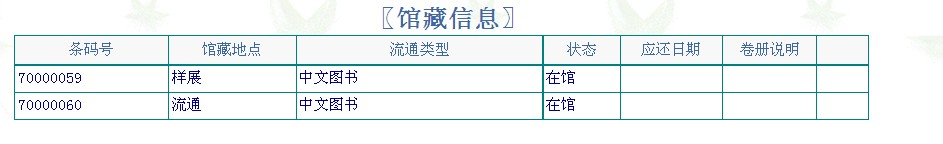 〖馆藏信息〗
条码号 馆藏地点 流通类型 状态 应还日期 卷册说明
70000059 样展 中文图书 在馆
70000060 流通 中文图书 在馆